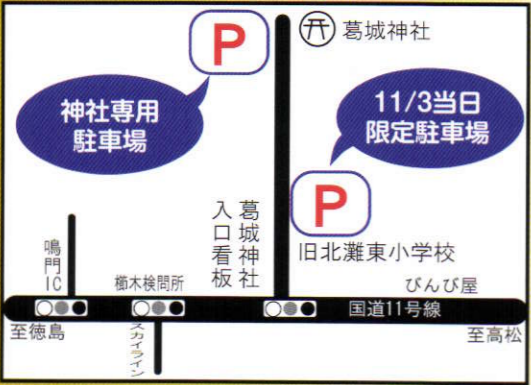 P
葛城神社
神社専用
駐車場
11/3当日
限定駐車場
P
旧北灘東小学校
葛城神社
入口看板
鳴門IC
櫛木検問所
びんび屋
国道11号線
至徳島
スカイライン
至高松